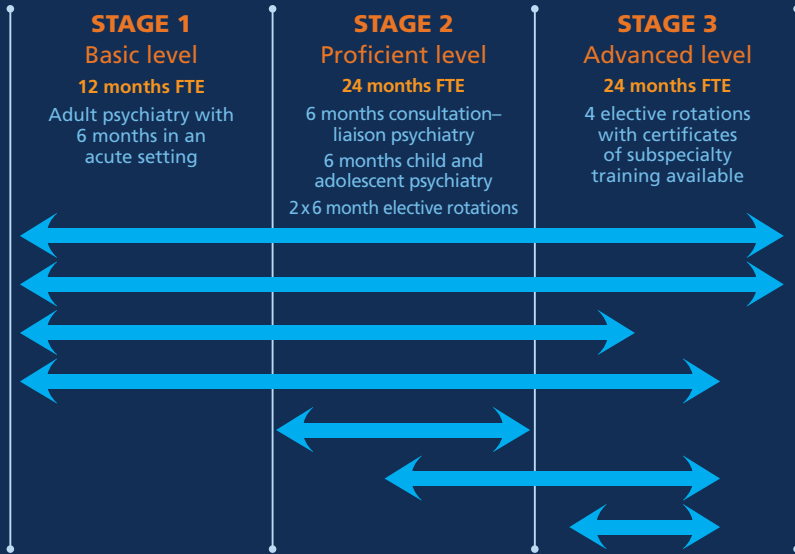 STAGE 1
Basic level
12 months FTE
Adult psychiatry with
6 months in an
acute setting
STAGE 2
Proficient level
24 months FTE
6 months consultation–
liaison psychiatry
6 months child and
adolescent psychiatry
2 x 6 month elective rotations
STAGE 3
Advanced level
24 months FTE
4 elective rotations
with certificates
of subspecialty
training available